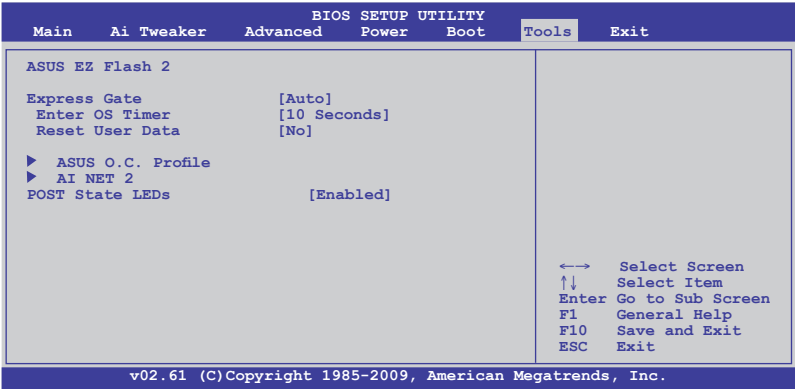 BIOS SETUP UTILITY
Main Ai Tweaker Advanced Power Boot Tools Exit
ASUS EZ Flash 2
Express Gate [Auto]
Enter OS Timer [10 Seconds]
Reset User Data [No]
▶ ASUS O.C. Profile
▶ AI NET 2
POST State LEDs [Enabled]
←→ Select Screen
↑↓ Select Item
Enter Go to Sub Screen
F1 General Help
F10 Save and Exit
ESC Exit
v02.61 (C)Copyright 1985-2009, American Megatrends, Inc.